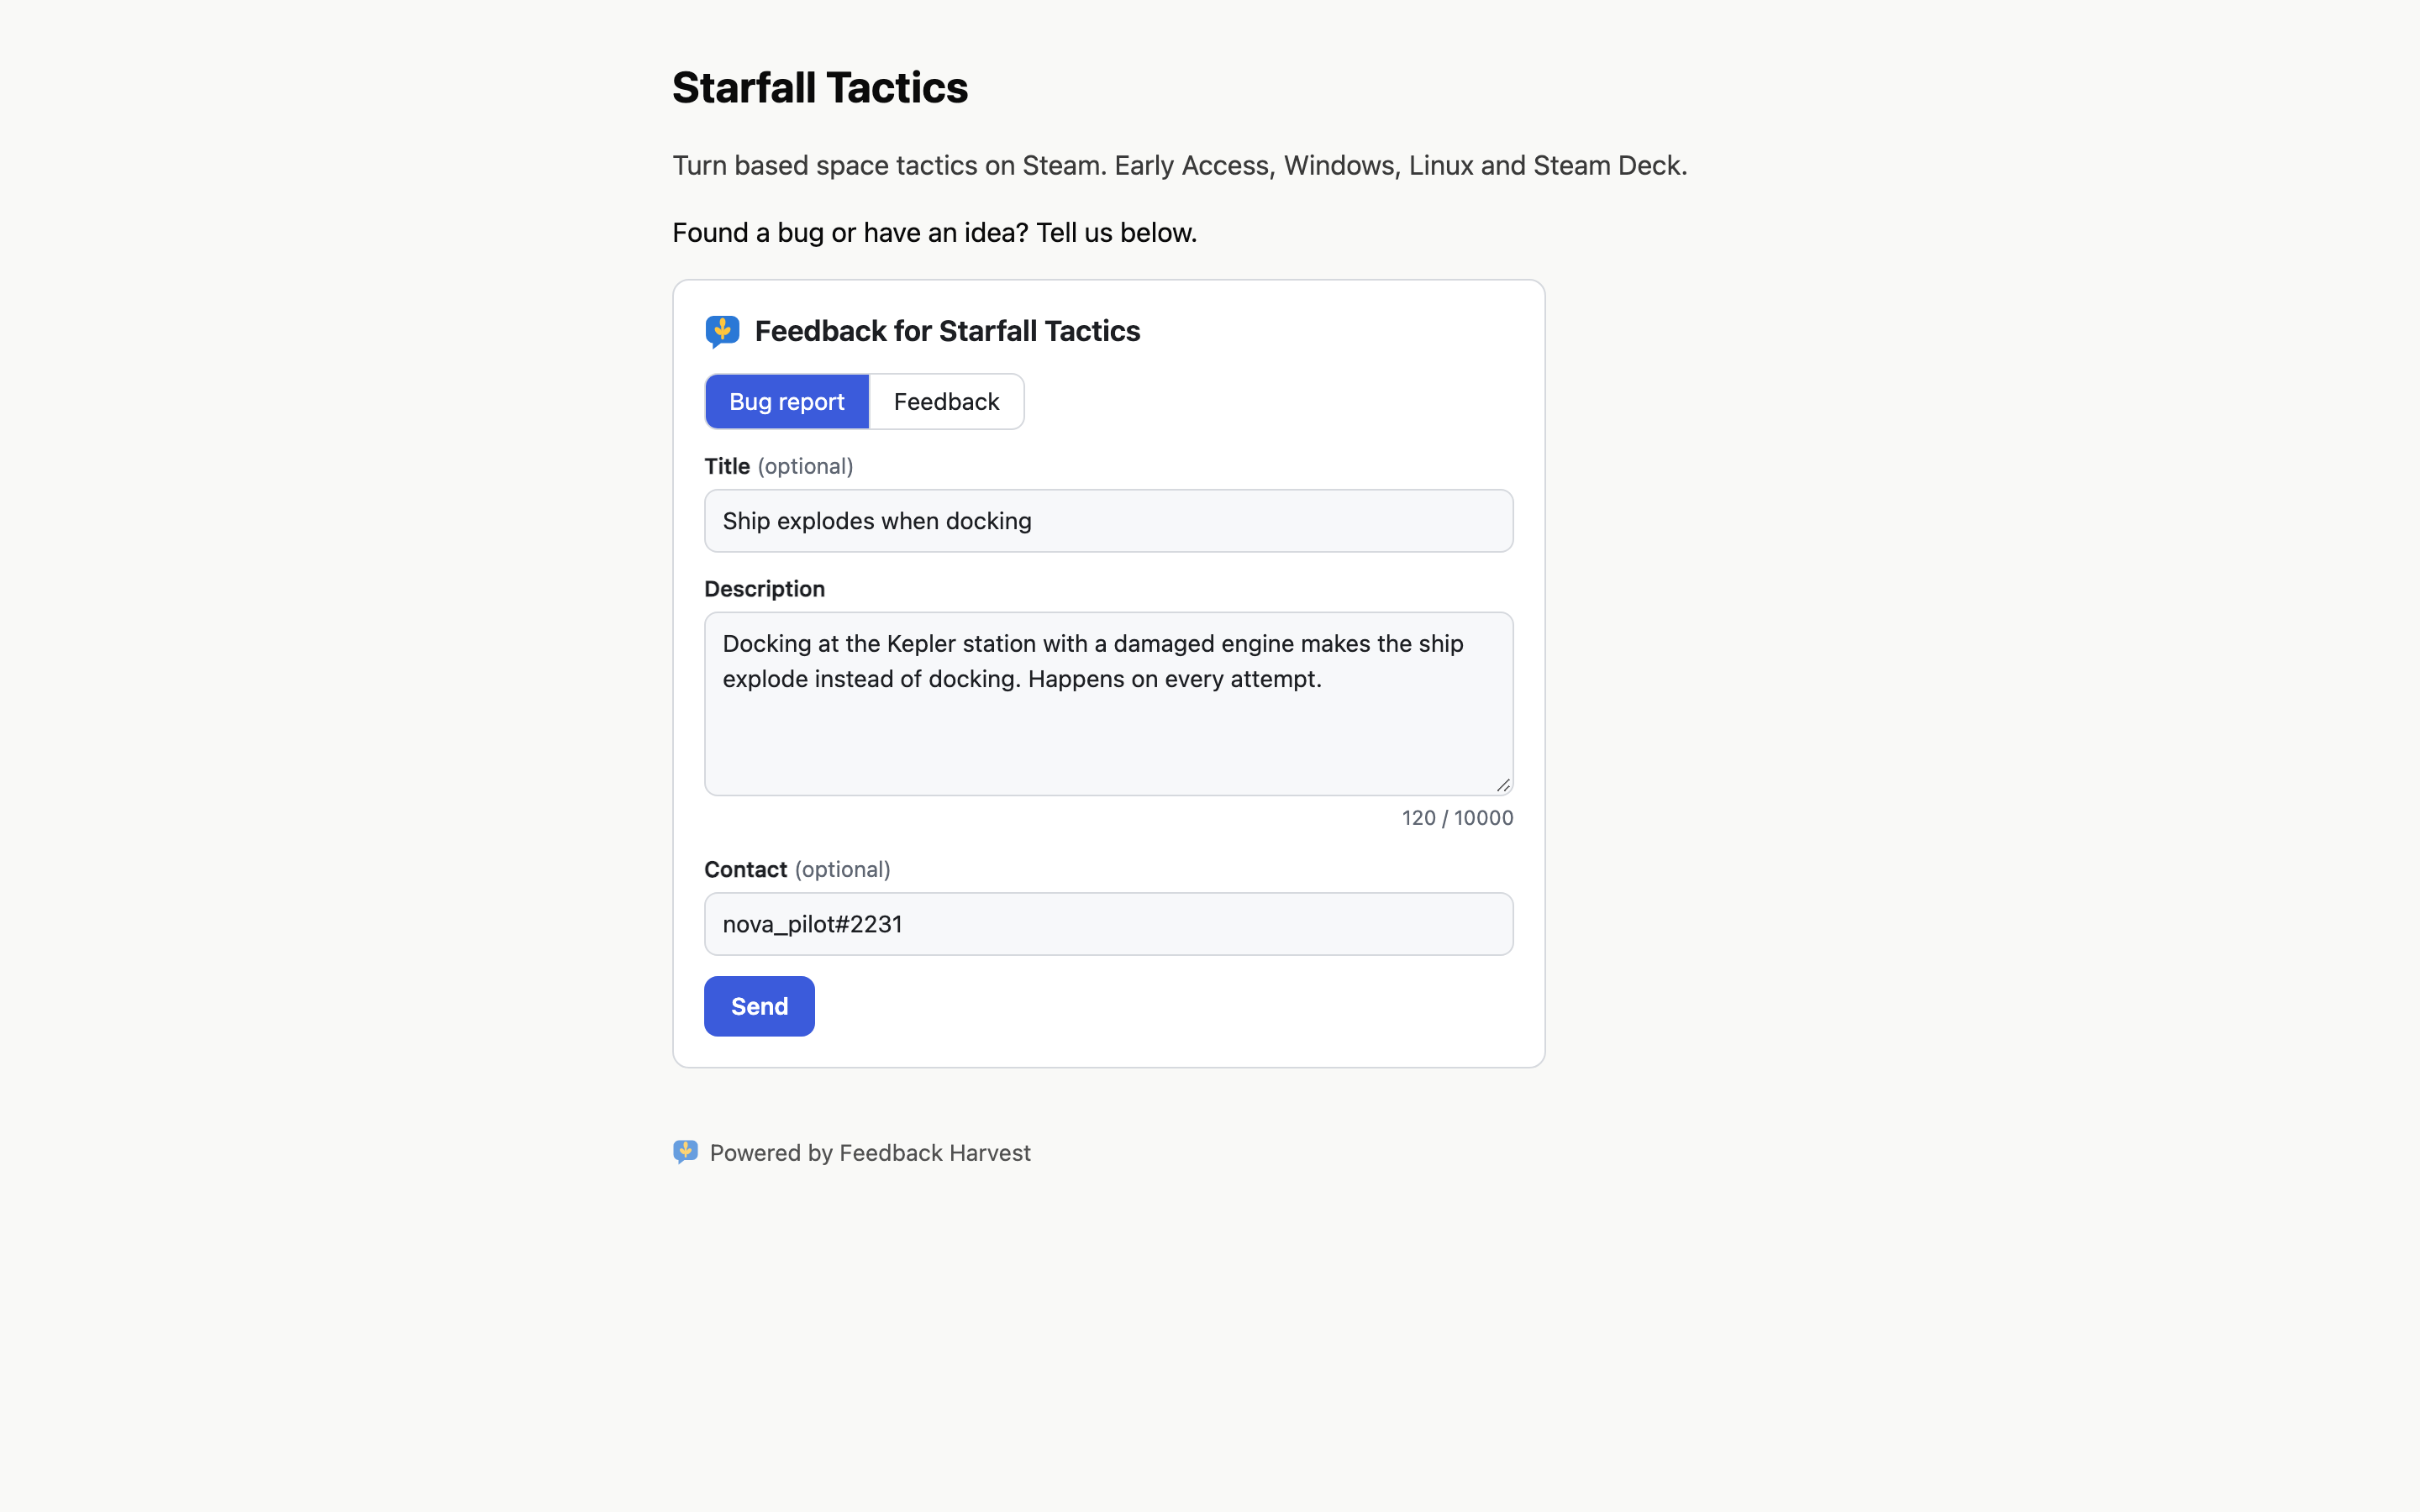 Starfall Tactics
Turn based space tactics on Steam. Early Access, Windows, Linux and Steam Deck.
Found a bug or have an idea? Tell us below.
Feedback for Starfall Tactics
Bug report Feedback
Title (optional)
Ship explodes when docking
Description
Docking at the Kepler station with a damaged engine makes the ship
explode instead of docking. Happens on every attempt.
120 / 10000
Contact (optional)
nova_pilot#2231
Send
Powered by Feedback Harvest